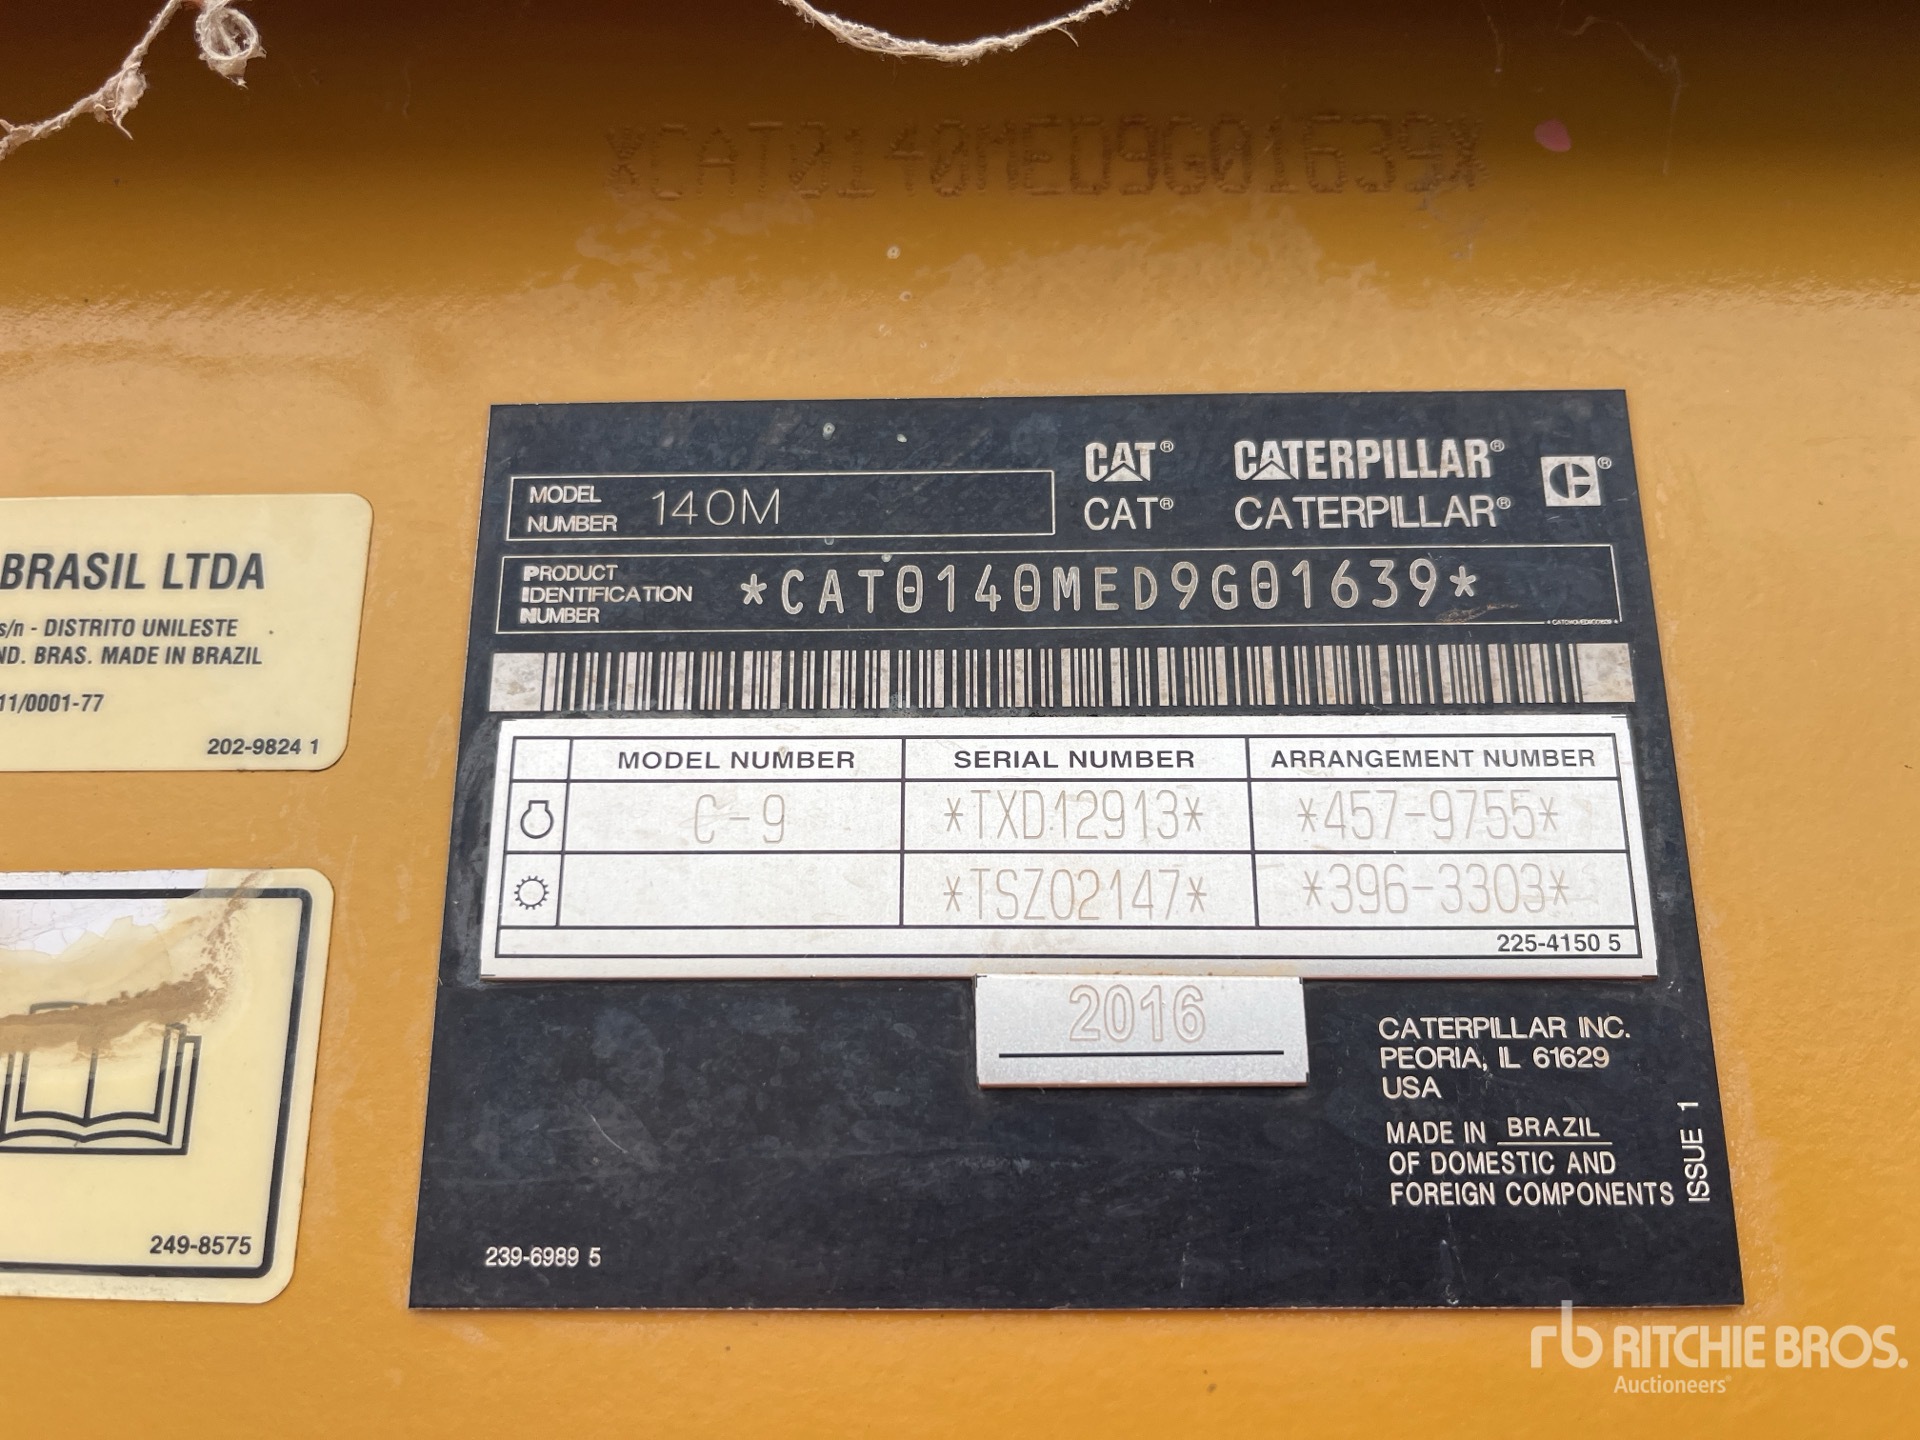 *CAT0140MED9G01639*
BRASIL LTDA
s/n - DISTRITO UNILESTE
ND. BRAS. MADE IN BRAZIL
11/0001-77
202-9824 1
249-8575
MODEL NUMBER 140M
CAT® CATERPILLAR®
CAT® CATERPILLAR®
PRODUCT IDENTIFICATION NUMBER *CAT0140MED9G01639*
*CAT0140MED9G01639*
MODEL NUMBER SERIAL NUMBER ARRANGEMENT NUMBER
C-9 *TXD12913* *457-9755*
*TSZ02147* *396-3303*
225-4150 5
2016
CATERPILLAR INC.
PEORIA, IL 61629
USA
MADE IN BRAZIL
OF DOMESTIC AND
FOREIGN COMPONENTS
ISSUE 1
239-6989 5
rb RITCHIE BROS.
Auctioneers